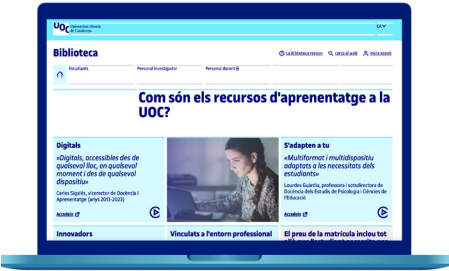 UOC Universitat Oberta
de Catalunya
CA
Biblioteca
La Biblioteca respon
cerca al web
Inicia sessió
Estudiants
Personal investigador
Personal docent
Com són els recursos d'aprenentatge a la
UOC?
Digitals
«Digitals, accessibles des de
qualsevol lloc, en qualsevol
moment i des de qualsevol
dispositiu»
Carles Sigalés, vicerector de Docència i
Aprenentatge (anys 2013-2023)
Accedeix
S'adapten a tu
«Multiformat i multidispositiu
adaptats a les necessitats dels
estudiants»
Lourdes Guàrdia, professora i sotsdirectora de
Docència dels Estudis de Psicologia i Ciències de
l'Educació
Accedeix
Innovadors
Vinculats a l'entorn professional
El preu de la matrícula inclou tot